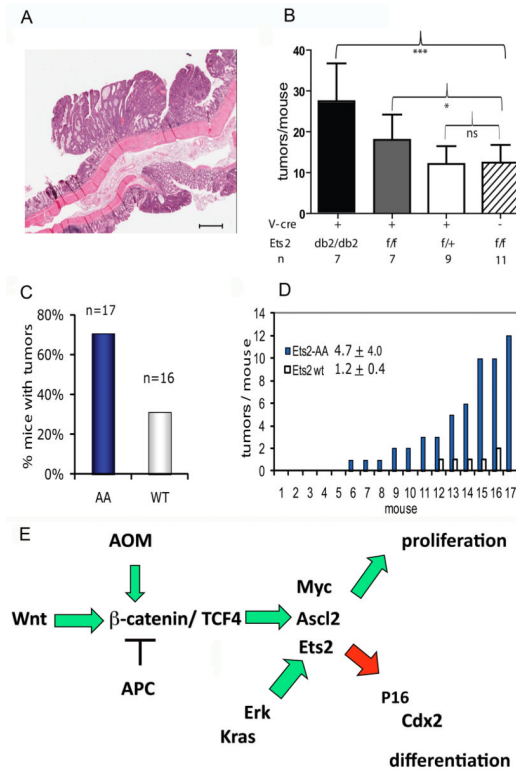 A
B
***
*
ns
tumors/mouse
40
30
20
10
0
V-cre + + + -
Ets2 db2/db2 f/f f/+ f/f
n 7 7 9 11
C
n=17
n=16
% mice with tumors
80%
60%
40%
20%
0%
AA WT
D
tumors / mouse
14
12
10
8
6
4
2
0
Ets2-AA 4.7 ± 4.0
Ets2 wt 1.2 ± 0.4
1 2 3 4 5 6 7 8 9 10 11 12 13 14 15 16 17
mouse
E
AOM
Wnt
β-catenin/ TCF4
APC
Myc
Ascl2
Ets2
Erk
Kras
proliferation
P16
Cdx2
differentiation